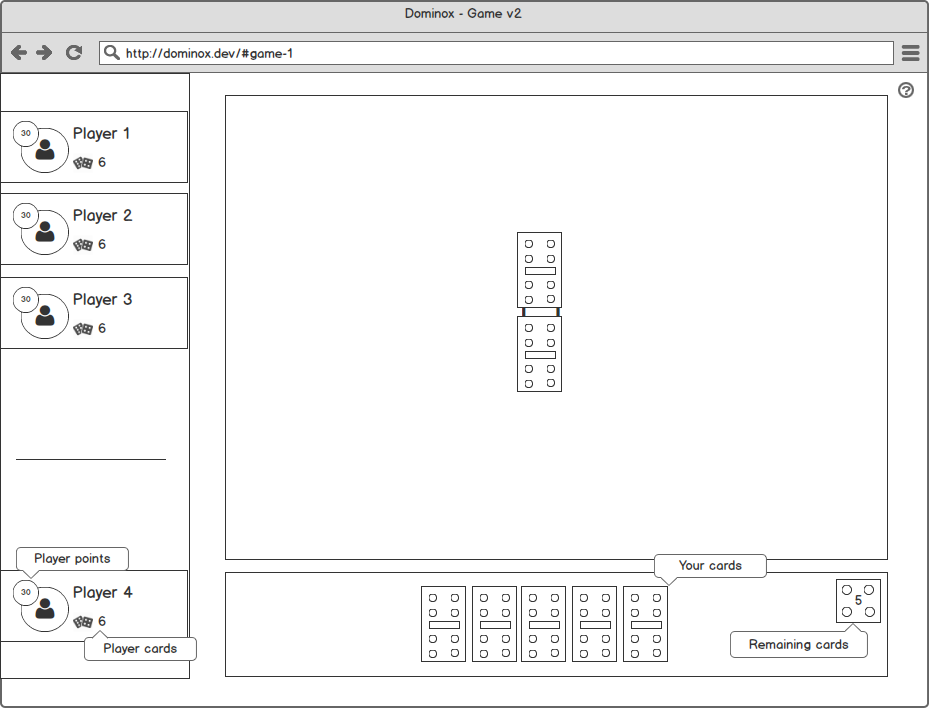 Dominox - Game v2
http://dominox.dev/#game-1
30
Player 1
6
30
Player 2
6
30
Player 3
6
Player points
30
Player 4
6
Player cards
Your cards
5
Remaining cards